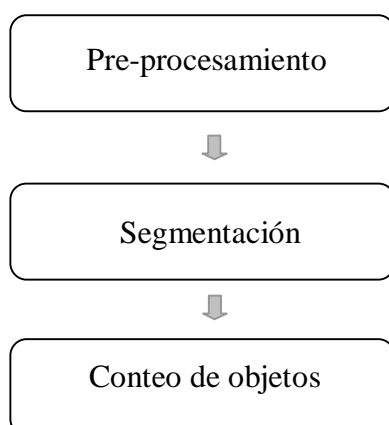 Pre-procesamiento
Segmentación
Conteo de objetos